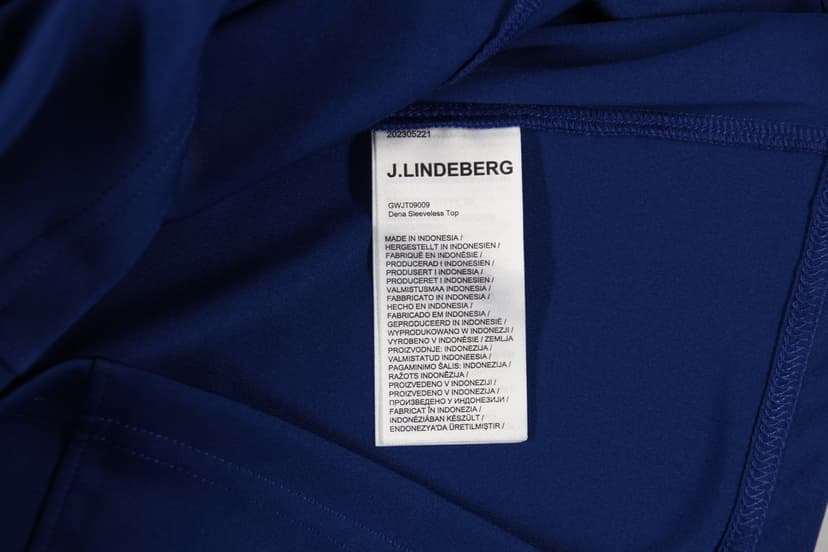 202305221
J.LINDEBERG
GWJT09009
Dena Sleeveless Top
MADE IN INDONESIA /
HERGESTELLT IN INDONESIEN /
FABRIQUÉ EN INDONÉSIE /
PRODUCERAD I INDONESIEN /
PRODUSERT I INDONESIA /
PRODUCERET I INDONESIEN /
VALMISTUSMAA INDONESIA /
FABBRICATO IN INDONESIA /
HECHO EN INDONESIA /
FABRICADO EM INDONESIA /
GEPRODUCEERD IN INDONESIË /
WYPRODUKOWANO W INDONEZJI /
VYROBENO V INDONÉSIE / ZEMLJA
PROIZVODNJE: INDONEZIJA /
VALMISTATUD INDONEESIA /
PAGAMINIMO ŠALIS: INDONEZIJA /
RAŽOTS INDONĒZIJA /
PROIZVEDENO V INDONEZIJI /
PROIZVEDENO V INDONEZIJA /
ПРОИЗВЕДЕНО У ИНДОНЕЗИЈИ /
FABRICAT ÎN INDONEZIA /
INDONÉZIÁBAN KÉSZÜLT /
ENDONEZYA'DA ÜRETILMIŞTIR /